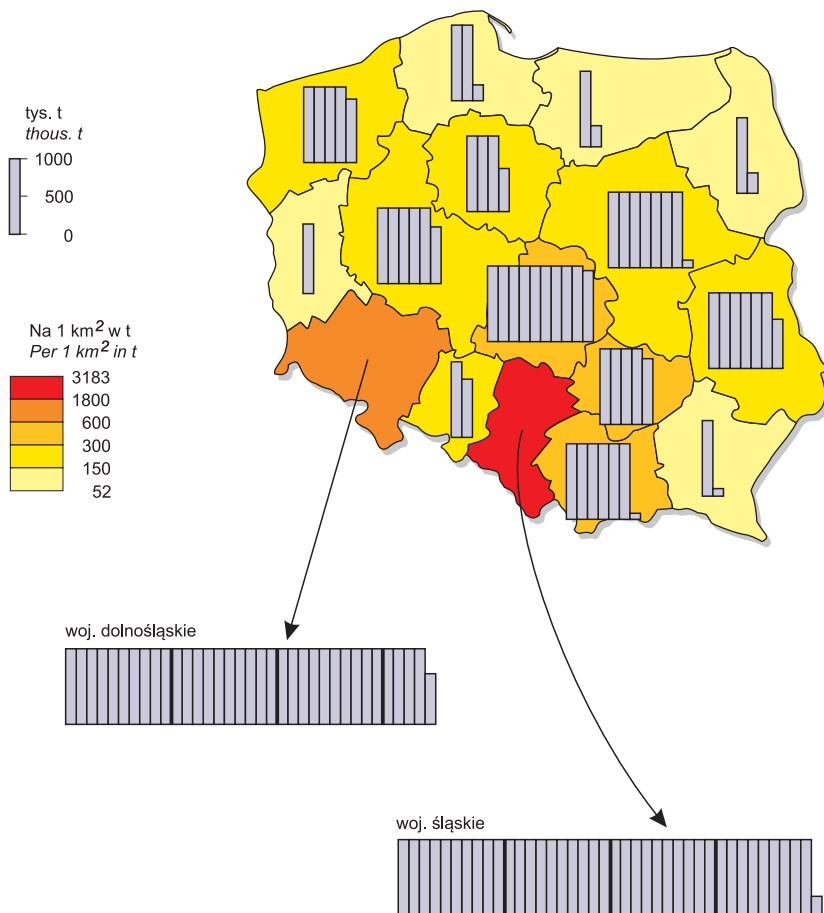 tys. t
thous. t
1000
500
0
Na 1 km² w t
Per 1 km² in t
3183
1800
600
300
150
52
woj. dolnośląskie
woj. śląskie